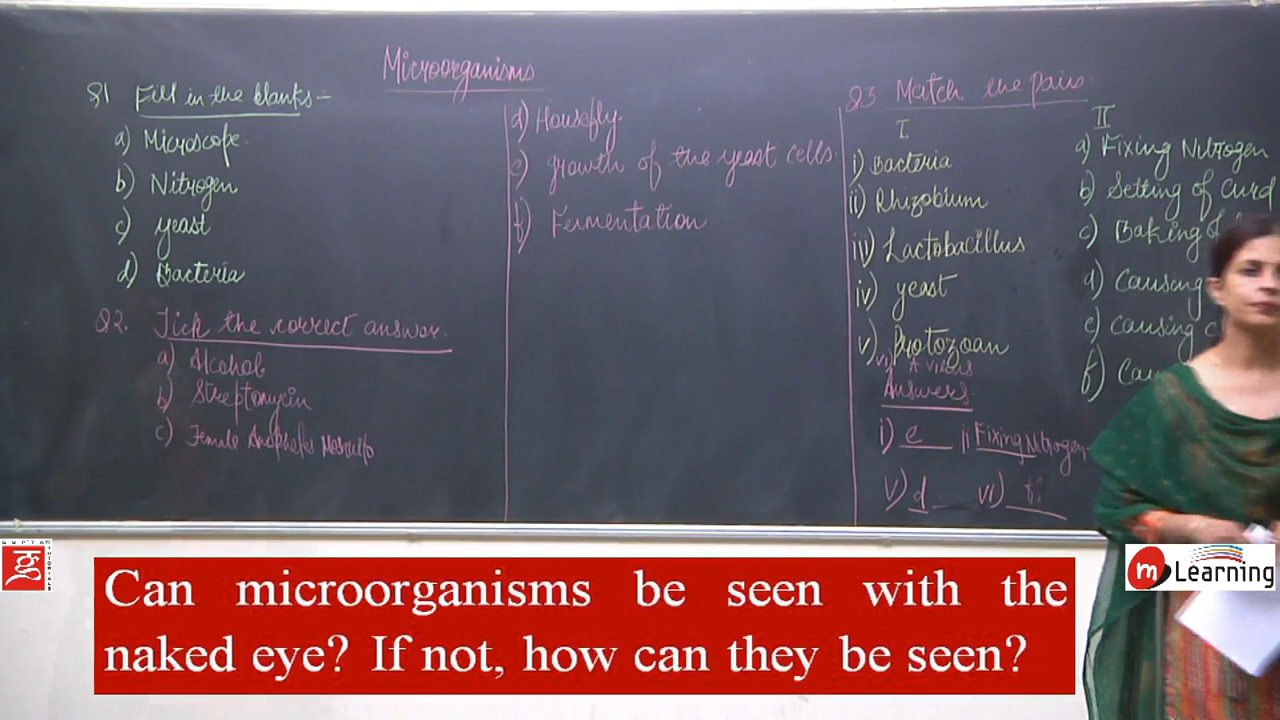 Microorganisms
Q1 Fill in the blanks:-
a) Microscope.
b) Nitrogen
c) yeast
d) Bacteria
Q2. Tick the correct answer.
a) Alcohol
b) Streptomycin
c) Female Anopheles Mosquito
d) Housefly.
e) growth of the yeast cells.
f) Fermentation
Q3 Match the pairs.
I
i) Bacteria
ii) Rhizobium
iii) Lactobacillus
iv) yeast
v) Protozoan
vi) A virus
II
a) Fixing Nitrogen
b) Setting of Curd
c) Baking of
d) Causing
e) Causing
f)
Answers.
i) e ii Fixing Nitrogen
v) d vi) f
GUPTA TUTORIALS
m Learning
Can microorganisms be seen with the
naked eye? If not, how can they be seen?